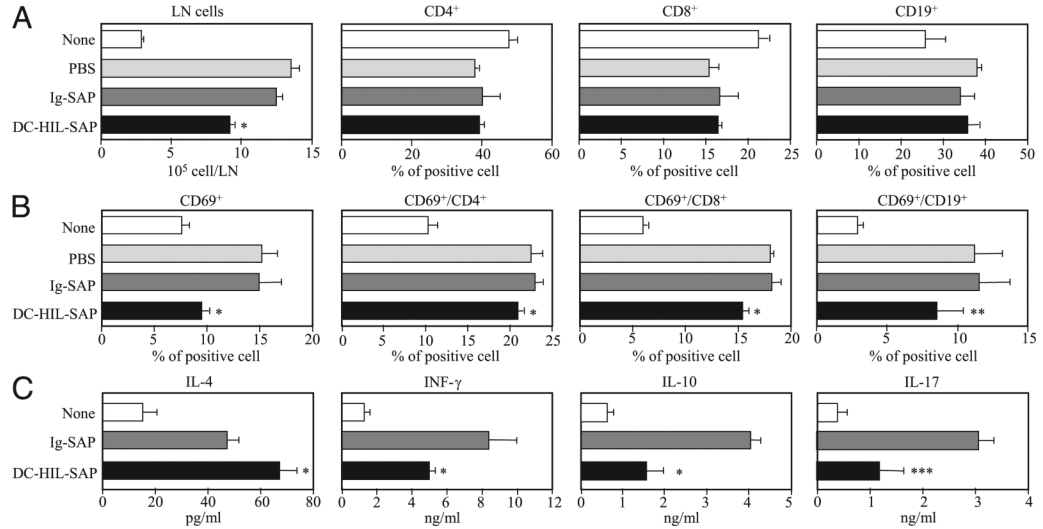 A
LN cells
CD4⁺
CD8⁺
CD19⁺
None
PBS
Ig-SAP
DC-HIL-SAP
*
0 5 10 15
0 20 40 60
0 5 10 15 20 25
0 10 20 30 40 50
10⁵ cell/LN
% of positive cell
% of positive cell
% of positive cell
B
CD69⁺
CD69⁺/CD4⁺
CD69⁺/CD8⁺
CD69⁺/CD19⁺
None
PBS
Ig-SAP
DC-HIL-SAP
*
*
*
**
0 5 10 15 20
0 5 10 15 20 25
0 5 10 15 20
0 5 10 15
% of positive cell
% of positive cell
% of positive cell
% of positive cell
C
IL-4
INF-γ
IL-10
IL-17
None
Ig-SAP
DC-HIL-SAP
*
*
*
***
0 20 40 60 80
0 2 4 6 8 10 12
0 1 2 3 4 5
0 1 2 3 4
pg/ml
ng/ml
ng/ml
ng/ml